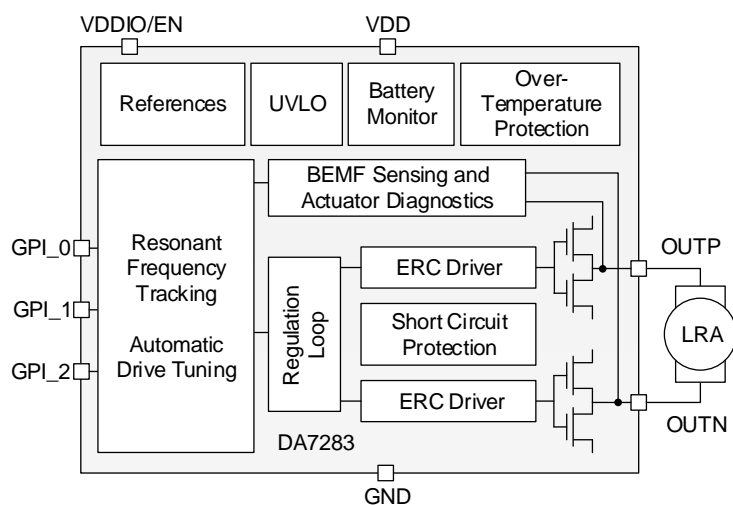 VDDIO/EN
VDD
References
UVLO
Battery
Monitor
Over-
Temperature
Protection
BEMF Sensing and
Actuator Diagnostics
GPI_0
GPI_1
GPI_2
Resonant
Frequency
Tracking
Automatic
Drive Tuning
Regulation
Loop
ERC Driver
Short Circuit
Protection
ERC Driver
OUTP
LRA
OUTN
DA7283
GND